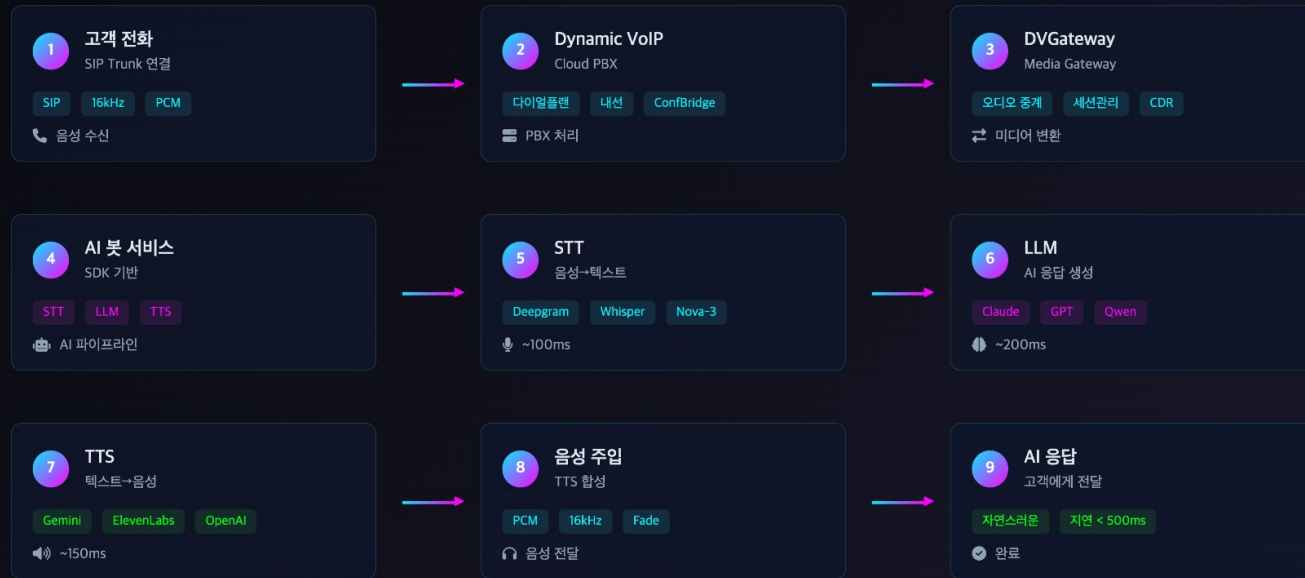 1
고객 전화
SIP Trunk 연결
SIP 16kHz PCM
음성 수신
2
Dynamic VoIP
Cloud PBX
다이얼플랜 내선 ConfBridge
PBX 처리
3
DVGateway
Media Gateway
오디오 중계 세션관리 CDR
미디어 변환
4
AI 봇 서비스
SDK 기반
STT LLM TTS
AI 파이프라인
5
STT
음성→텍스트
Deepgram Whisper Nova-3
~100ms
6
LLM
AI 응답 생성
Claude GPT Qwen
~200ms
7
TTS
텍스트→음성
Gemini ElevenLabs OpenAI
~150ms
8
음성 주입
TTS 합성
PCM 16kHz Fade
음성 전달
9
AI 응답
고객에게 전달
자연스러운 지연 < 500ms
완료